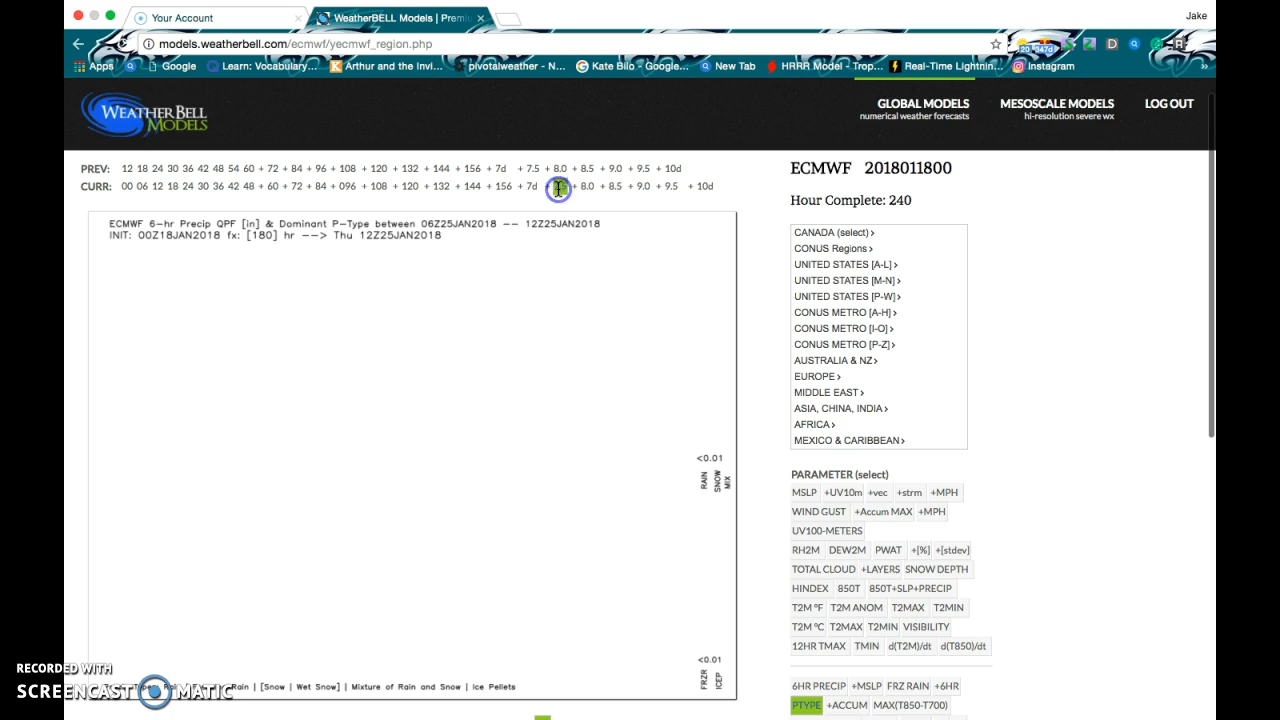 Your Account
WeatherBELL Models | Premi
Jake
models.weatherbell.com/ecmwf/yecmwf_region.php
20 347d
Apps Google Learn: Vocabulary... Arthur and the Invi... pivotalweather - N... Kate Bilo - Google... New Tab HRRR Model - Trop... Real-Time Lightnin... Instagram
WEATHERBELL
MODELS
GLOBAL MODELS
numerical weather forecasts
MESOSCALE MODELS
hi-resolution severe wx
LOG OUT
PREV: 12 18 24 30 36 42 48 54 60 + 72 + 84 + 96 + 108 + 120 + 132 + 144 + 156 + 7d + 7.5 + 8.0 + 8.5 + 9.0 + 9.5 + 10d
CURR: 00 06 12 18 24 30 36 42 48 + 60 + 72 + 84 + 096 + 108 + 120 + 132 + 144 + 156 + 7d + + 8.0 + 8.5 + 9.0 + 9.5 + 10d
ECMWF 6-hr Precip QPF [in] & Dominant P-Type between 06Z25JAN2018 -- 12Z25JAN2018
INIT: 00Z18JAN2018 fx: [180] hr --> Thu 12Z25JAN2018
<0.01
RAIN
SNOW
MIX
<0.01
FRZR
ICEP
Rain | [Snow | Wet Snow] | Mixture of Rain and Snow | Ice Pellets
ECMWF 2018011800
Hour Complete: 240
CANADA (select) ›
CONUS Regions ›
UNITED STATES [A-L] ›
UNITED STATES [M-N] ›
UNITED STATES [P-W] ›
CONUS METRO [A-H] ›
CONUS METRO [I-O] ›
CONUS METRO [P-Z] ›
AUSTRALIA & NZ ›
EUROPE ›
MIDDLE EAST ›
ASIA, CHINA, INDIA ›
AFRICA ›
MEXICO & CARIBBEAN ›
PARAMETER (select)
MSLP +UV10m +vec +strm +MPH
WIND GUST +Accum MAX +MPH
UV100-METERS
RH2M DEW2M PWAT +[%] +[stdev]
TOTAL CLOUD +LAYERS SNOW DEPTH
HINDEX 850T 850T+SLP+PRECIP
T2M °F T2M ANOM T2MAX T2MIN
T2M °C T2MAX T2MIN VISIBILITY
12HR TMAX TMIN d(T2M)/dt d(T850)/dt
6HR PRECIP +MSLP FRZ RAIN +6HR
PTYPE +ACCUM MAX(T850-T700)
RECORDED WITH
SCREENCAST MATIC